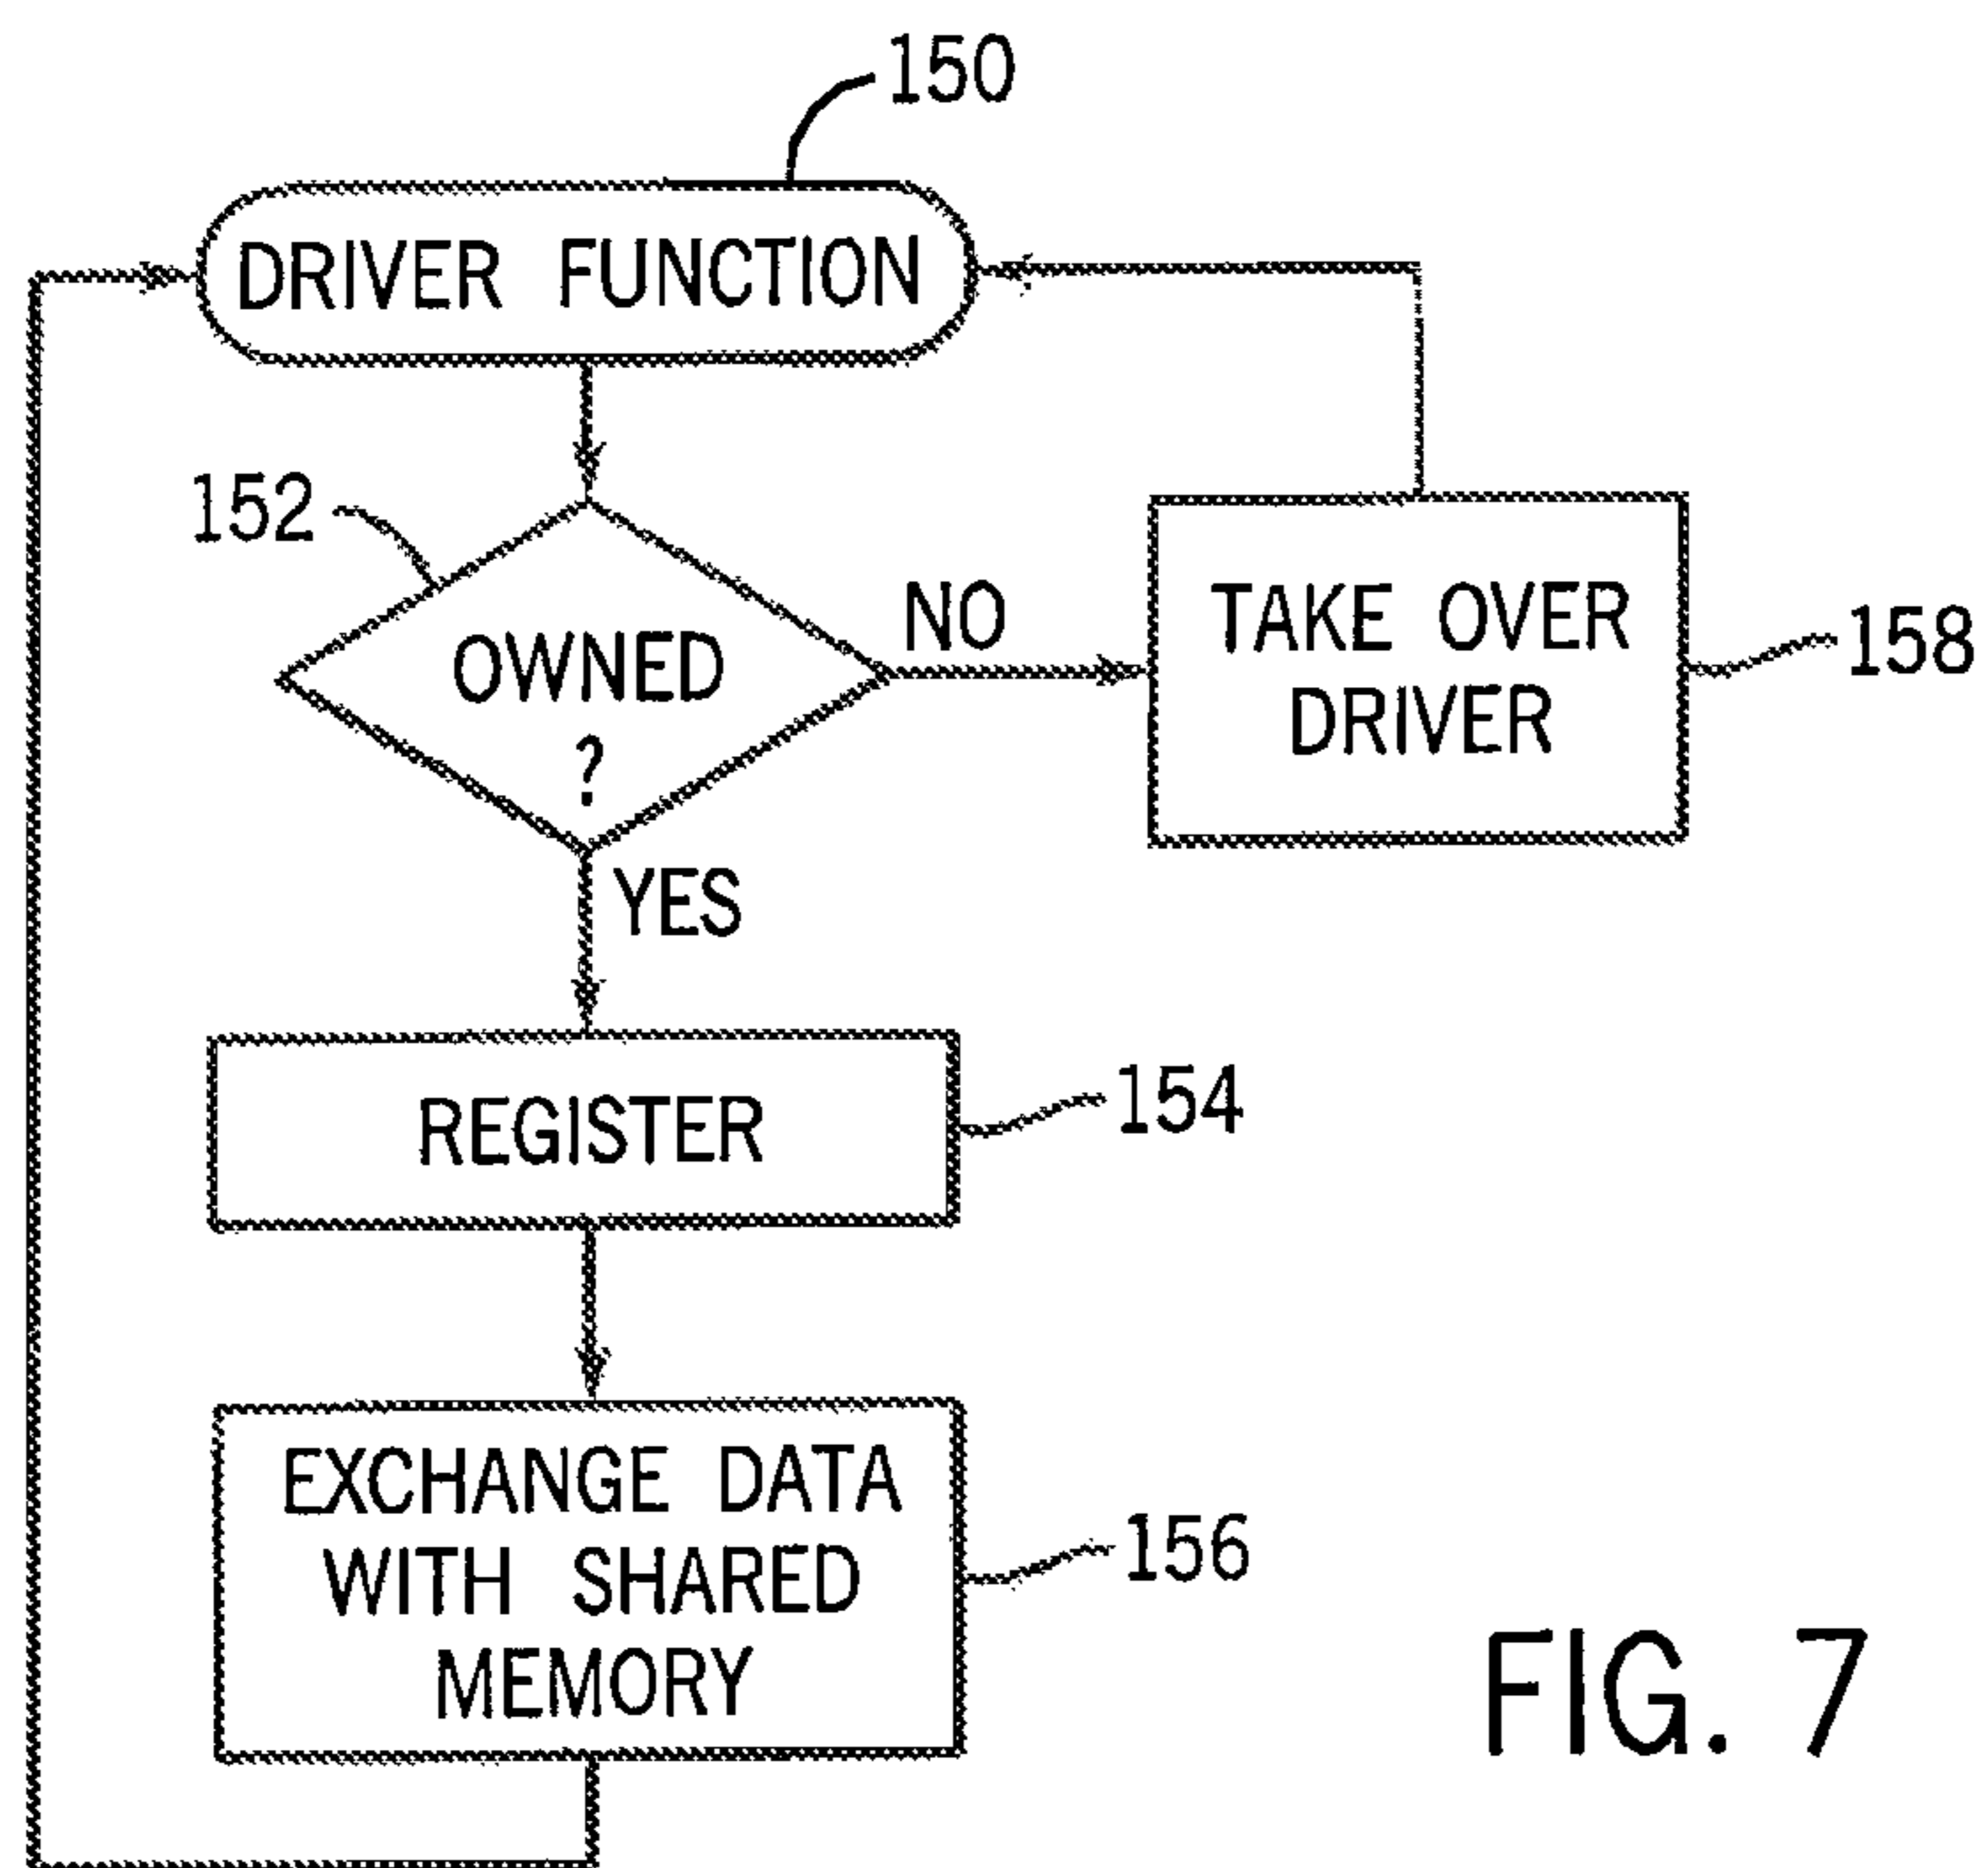 150
DRIVER FUNCTION
152
OWNED
?
NO
TAKE OVER
DRIVER
158
YES
REGISTER
154
EXCHANGE DATA
WITH SHARED
MEMORY
156
FIG. 7